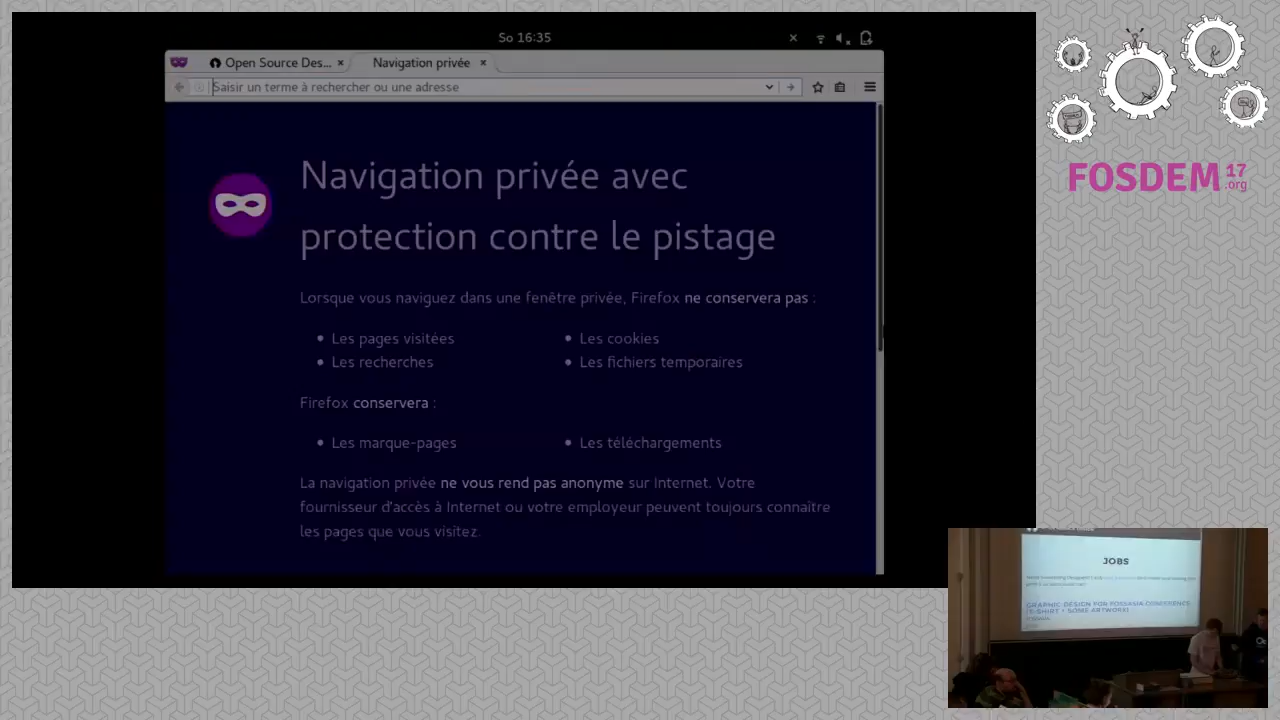 So 16:35
Open Source Des... ×
Navigation privée ×
Saisir un terme à rechercher ou une adresse
Navigation privée avec
protection contre le pistage
Lorsque vous naviguez dans une fenêtre privée, Firefox ne conservera pas :
Les pages visitées
Les cookies
Les recherches
Les fichiers temporaires
Firefox conservera :
Les marque-pages
Les téléchargements
La navigation privée ne vous rend pas anonyme sur Internet. Votre
fournisseur d'accès à Internet ou votre employeur peuvent toujours connaître
les pages que vous visitez.
FOSDEM 17
.org
JOBS
GRAPHIC DESIGN FOR FOSSASIA CONFERENCE
(T-SHIRT + SOME ARTWORK)